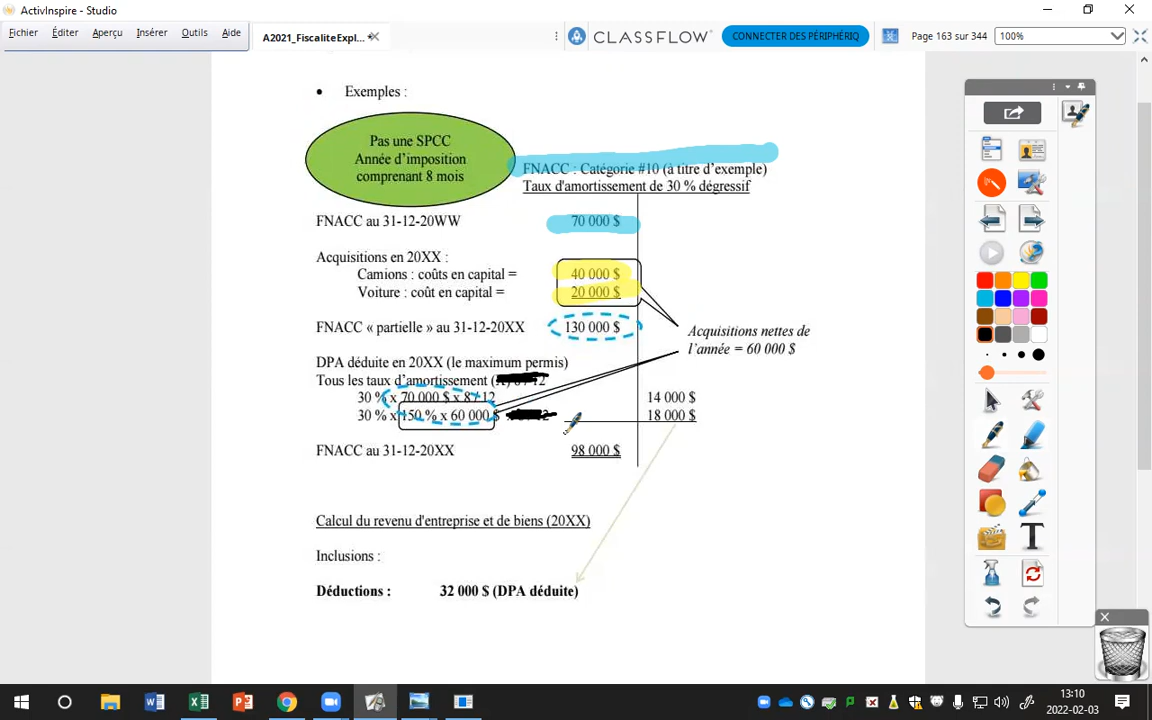 ActivInspire - Studio
Fichier Éditer Aperçu Insérer Outils Aide
A2021_FiscaliteExpl...
CLASSFLOW
CONNECTER DES PÉRIPHÉRIQ
Page 163 sur 344
100%
• Exemples :
Pas une SPCC
Année d'imposition
comprenant 8 mois
FNACC : Catégorie #10 (à titre d'exemple)
Taux d'amortissement de 30 % dégressif
FNACC au 31-12-20WW 70 000 $
Acquisitions en 20XX :
Camions : coûts en capital = 40 000 $
Voiture : coût en capital = 20 000 $
FNACC « partielle » au 31-12-20XX 130 000 $
Acquisitions nettes de
l'année = 60 000 $
DPA déduite en 20XX (le maximum permis)
Tous les taux d'amortissement
30 % x 70 000 $ x 8/12 14 000 $
30 % x 150 % x 60 000 $ 18 000 $
FNACC au 31-12-20XX 98 000 $
Calcul du revenu d'entreprise et de biens (20XX)
Inclusions :
Déductions : 32 000 $ (DPA déduite)
13:10
2022-02-03